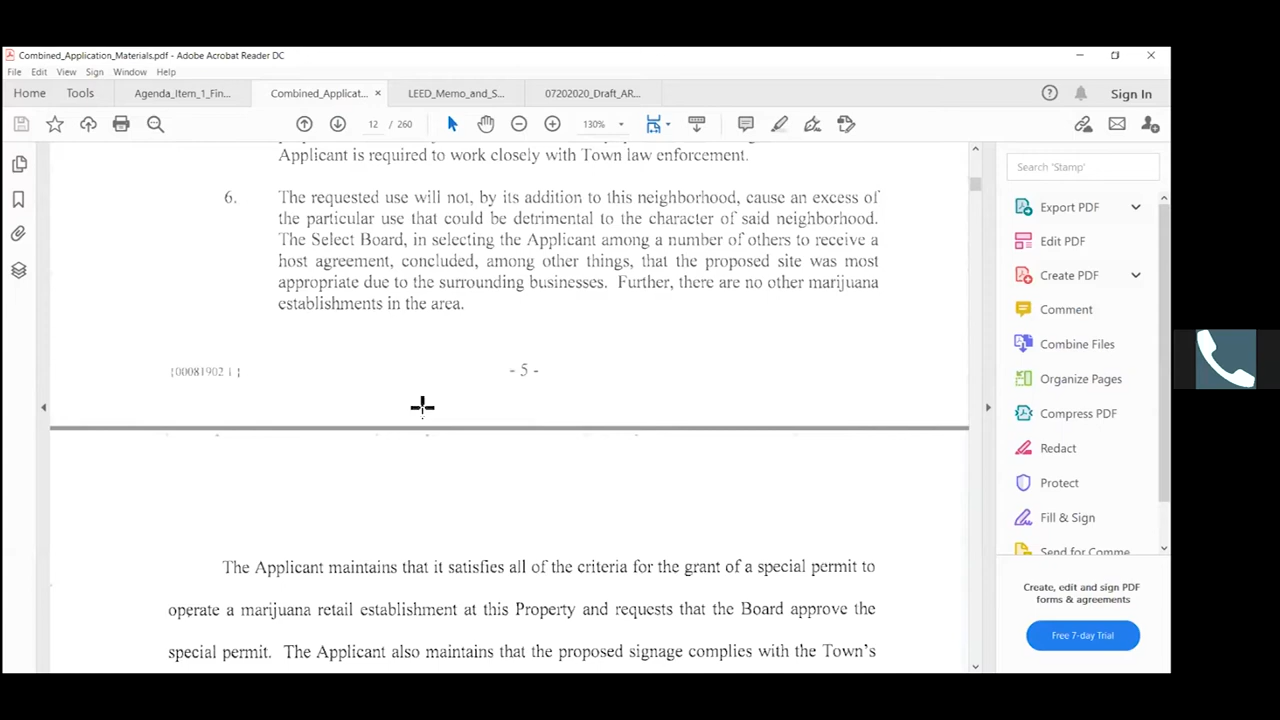 Combined_Application_Materials.pdf - Adobe Acrobat Reader DC
File Edit View Sign Window Help
Home Tools Agenda_Item_1_Fin... Combined_Applicat... × LEED_Memo_and_S... 07202020_Draft_AR... Sign In
12 / 260 130%
Applicant is required to work closely with Town law enforcement.
6. The requested use will not, by its addition to this neighborhood, cause an excess of
the particular use that could be detrimental to the character of said neighborhood.
The Select Board, in selecting the Applicant among a number of others to receive a
host agreement, concluded, among other things, that the proposed site was most
appropriate due to the surrounding businesses. Further, there are no other marijuana
establishments in the area.
{00081902 1 }
- 5 -
The Applicant maintains that it satisfies all of the criteria for the grant of a special permit to
operate a marijuana retail establishment at this Property and requests that the Board approve the
special permit. The Applicant also maintains that the proposed signage complies with the Town's
Search 'Stamp'
Export PDF
Edit PDF
Create PDF
Comment
Combine Files
Organize Pages
Compress PDF
Redact
Protect
Fill & Sign
Send for Comme
Create, edit and sign PDF
forms & agreements
Free 7-day Trial